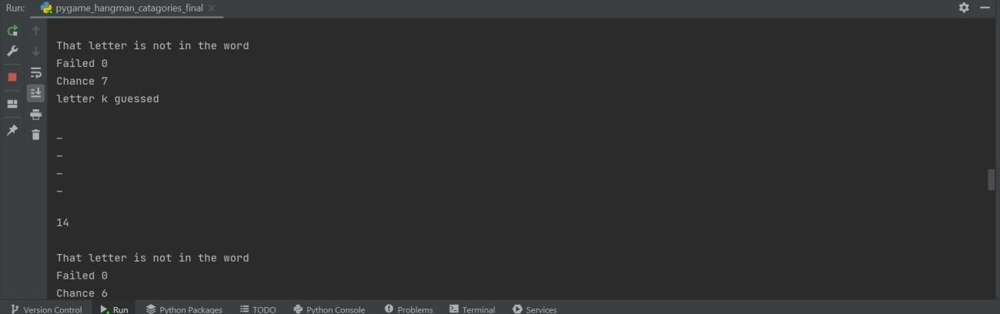 Run: pygame_hangman_catagories_final
That letter is not in the word
Failed 0
Chance 7
letter k guessed
_
_
_
_
14
That letter is not in the word
Failed 0
Chance 6
Version Control Run Python Packages TODO Python Console Problems Terminal Services